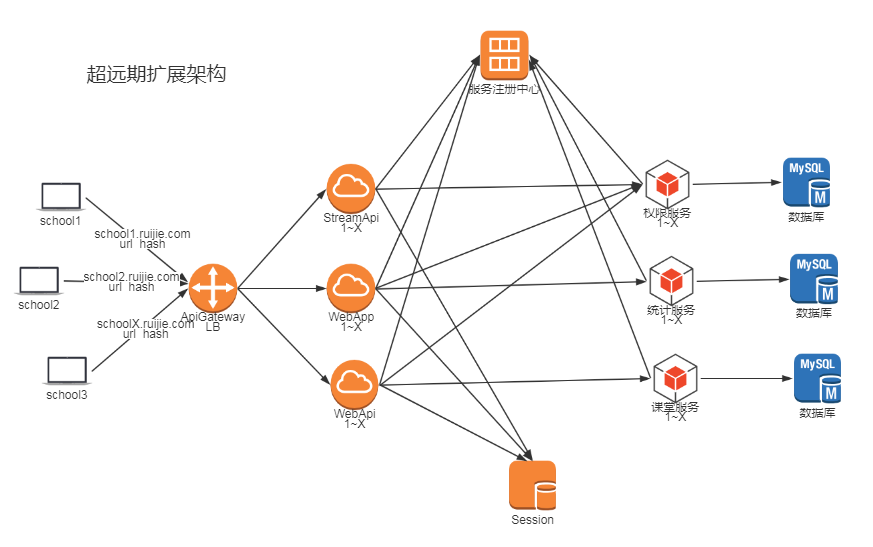 超远期扩展架构
服务注册中心
school1
school1.ruijie.com
url hash
school2
school2.ruijie.com
url hash
school3
schoolX.ruijie.com
url hash
ApiGateway
LB
StreamApi
1~X
WebApp
1~X
WebApi
1~X
权限服务
1~X
统计服务
1~X
课堂服务
1~X
MySQL
M
数据库
MySQL
M
数据库
MySQL
M
数据库
Session